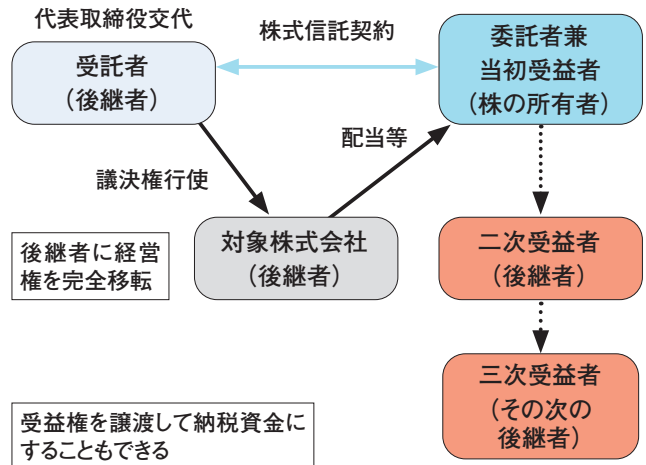 代表取締役交代
受託者
(後継者)
株式信託契約
委託者兼
当初受益者
(株の所有者)
配当等
議決権行使
対象株式会社
(後継者)
二次受益者
(後継者)
後継者に経営
権を完全移転
三次受益者
(その次の
後継者)
受益権を譲渡して納税資金に
することもできる